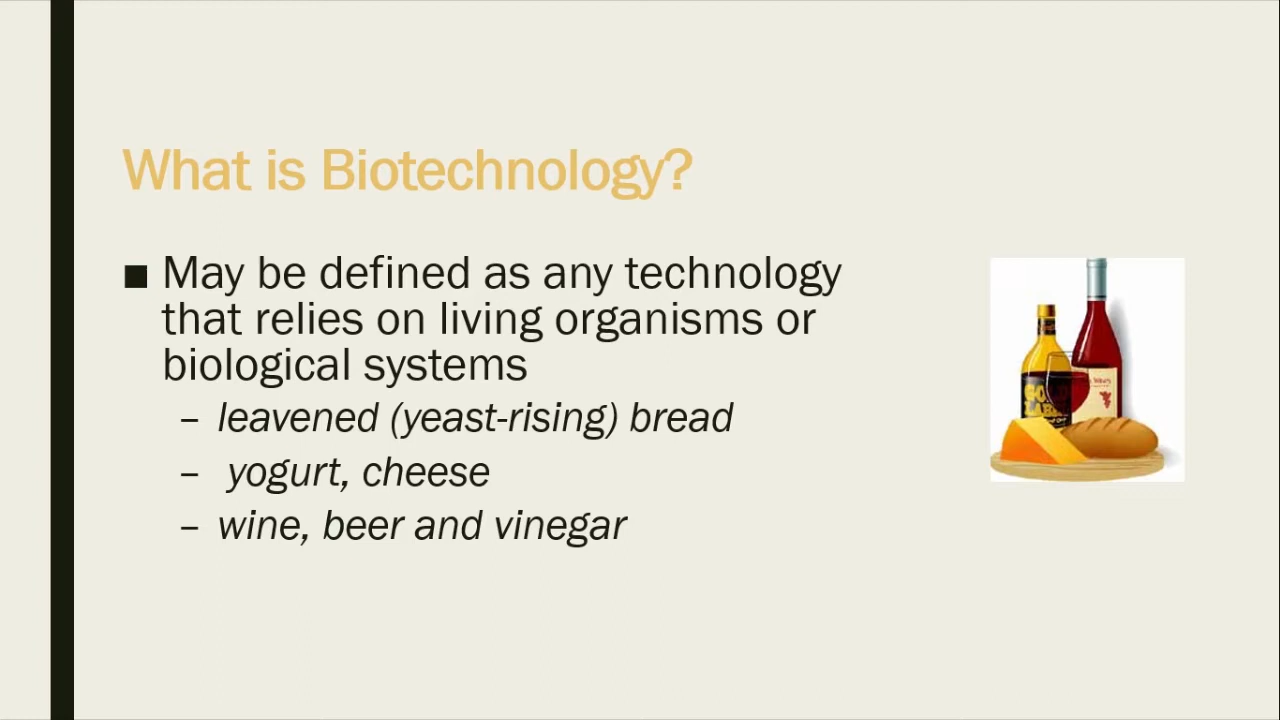 What is Biotechnology?
■ May be defined as any technology
that relies on living organisms or
biological systems
– leavened (yeast-rising) bread
– yogurt, cheese
– wine, beer and vinegar